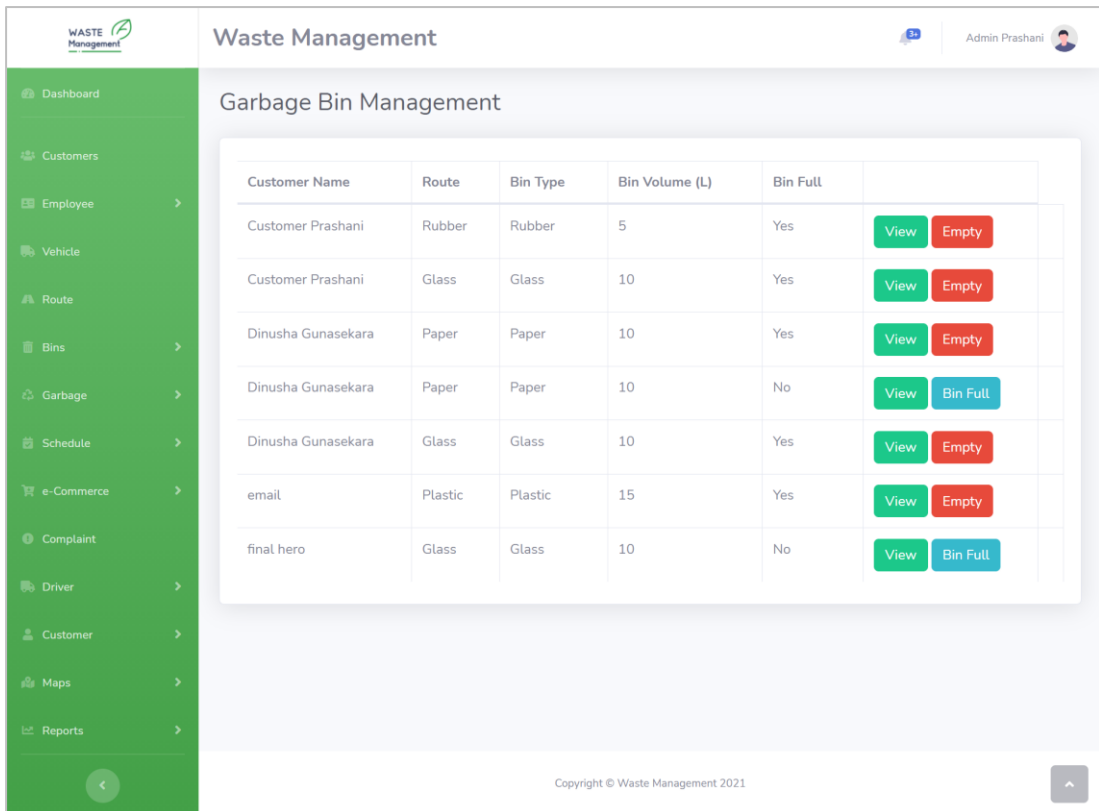 WASTE
Management
Waste Management
3+
Admin Prashani
Dashboard
Customers
Employee
Vehicle
Route
Bins
Garbage
Schedule
e-Commerce
Complaint
Driver
Customer
Maps
Reports
Garbage Bin Management
Customer Name Route Bin Type Bin Volume (L) Bin Full
Customer Prashani Rubber Rubber 5 Yes View Empty
Customer Prashani Glass Glass 10 Yes View Empty
Dinusha Gunasekara Paper Paper 10 Yes View Empty
Dinusha Gunasekara Paper Paper 10 No View Bin Full
Dinusha Gunasekara Glass Glass 10 Yes View Empty
email Plastic Plastic 15 Yes View Empty
final hero Glass Glass 10 No View Bin Full
Copyright © Waste Management 2021